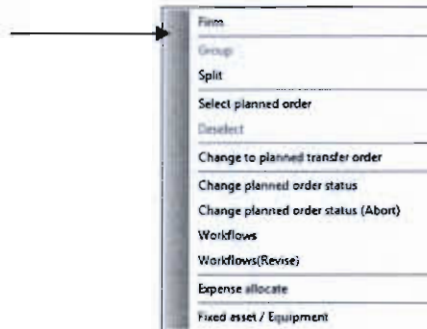 Firm
Group
Split
Select planned order
Deselect
Change to planned transfer order
Change planned order status
Change planned order status (Abort)
Workflows
Workflows(Revise)
Expense allocate
Fixed asset / Equipment